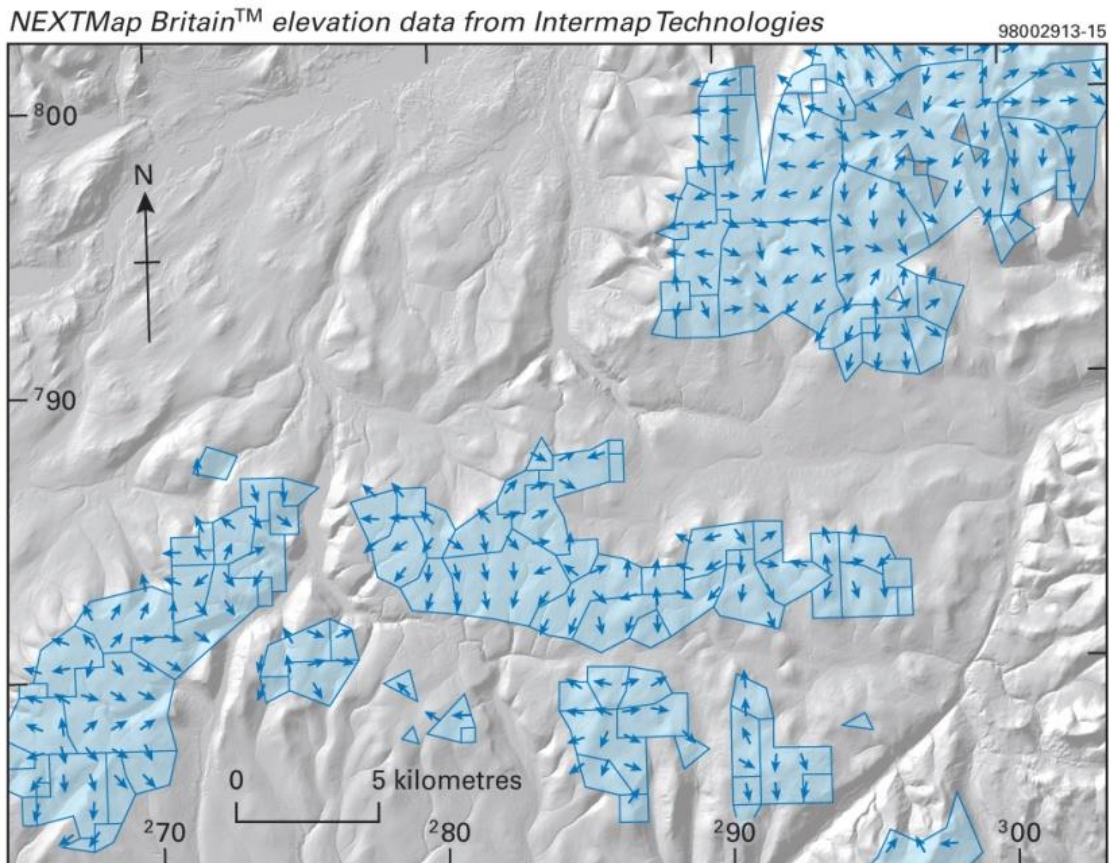 NEXTMap Britain™ elevation data from Intermap Technologies
98002913-15
⁸00
N
⁷90
0 5 kilometres
²70 ²80 ²90 ³00